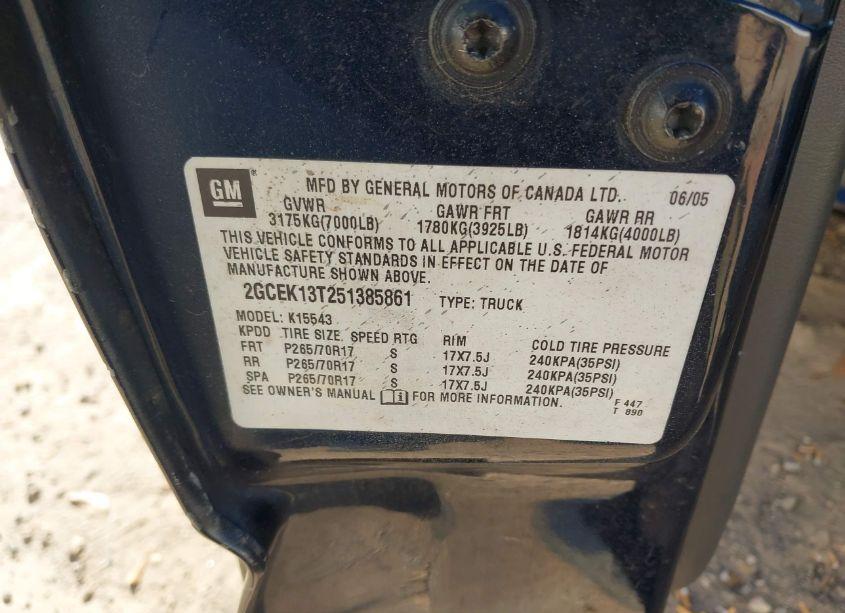 GM
MFD BY GENERAL MOTORS OF CANADA LTD. 06/05
GVWR GAWR FRT GAWR RR
3175KG(7000LB) 1780KG(3925LB) 1814KG(4000LB)
THIS VEHICLE CONFORMS TO ALL APPLICABLE U.S. FEDERAL MOTOR
VEHICLE SAFETY STANDARDS IN EFFECT ON THE DATE OF
MANUFACTURE SHOWN ABOVE.
2GCEK13T251385861 TYPE: TRUCK
MODEL: K15543
KPDD TIRE SIZE SPEED RTG RIM COLD TIRE PRESSURE
FRT P265/70R17 S 17X7.5J 240KPA(35PSI)
RR P265/70R17 S 17X7.5J 240KPA(35PSI)
SPA P265/70R17 S 17X7.5J 240KPA(35PSI)
SEE OWNER'S MANUAL FOR MORE INFORMATION.
F 447
T 890